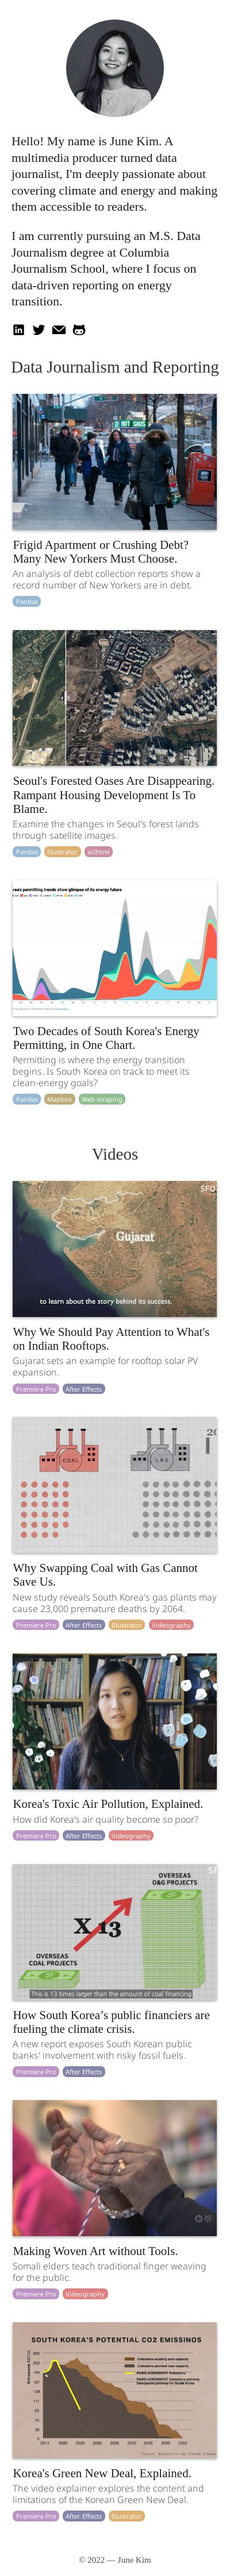 Hello! My name is June Kim. A
multimedia producer turned data
journalist, I'm deeply passionate about
covering climate and energy and making
them accessible to readers.
I am currently pursuing an M.S. Data
Journalism degree at Columbia
Journalism School, where I focus on
data-driven reporting on energy
transition.
Data Journalism and Reporting
HOT
Frigid Apartment or Crushing Debt?
Many New Yorkers Must Choose.
An analysis of debt collection reports show a
record number of New Yorkers are in debt.
Pandas
Seoul's Forested Oases Are Disappearing.
Rampant Housing Development Is To
Blame.
Examine the changes in Seoul's forest lands
through satellite images.
Pandas Illustrator ai2html
permitting trends show glimpse of its energy future
Two Decades of South Korea's Energy
Permitting, in One Chart.
Permitting is where the energy transition
begins. Is South Korea on track to meet its
clean-energy goals?
Pandas Mapbox Web scraping
Videos
SFO
Gujarat
to learn about the story behind its success.
Why We Should Pay Attention to What's
on Indian Rooftops.
Gujarat sets an example for rooftop solar PV
expansion.
Premiere Pro After Effects
COAL
LNG
Why Swapping Coal with Gas Cannot
Save Us.
New study reveals South Korea's gas plants may
cause 23,000 premature deaths by 2064.
Premiere Pro After Effects Illustrator Videography
Korea's Toxic Air Pollution, Explained.
How did Korea's air quality become so poor?
Premiere Pro After Effects Videography
OVERSEAS
O&G PROJECTS
X 13
OVERSEAS
COAL PROJECTS
This is 13 times larger than the amount of coal financing
How South Korea’s public financiers are
fueling the climate crisis.
A new report exposes South Korean public
banks' involvement with risky fossil fuels.
Premiere Pro After Effects
Making Woven Art without Tools.
Somali elders teach traditional finger weaving
for the public.
Premiere Pro Videography
SOUTH KOREA'S POTENTIAL CO2 EMISSINOS
Korea's Green New Deal, Explained.
The video explainer explores the content and
limitations of the Korean Green New Deal.
Premiere Pro After Effects Illustrator
© 2022 — June Kim